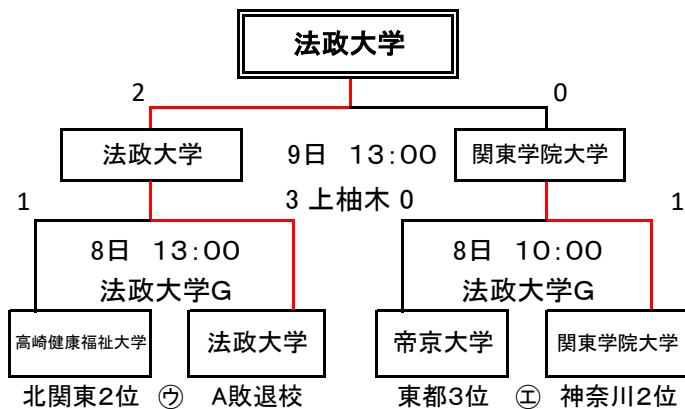 法政大学
2 0
法政大学 9日 13:00 関東学院大学
1 3 上柚木 0 1
8日 13:00 8日 10:00
法政大学G 法政大学G
高崎健康福祉大学 法政大学 帝京大学 関東学院大学
北関東2位 ㋒ A敗退校 東都3位 ㋓ 神奈川2位